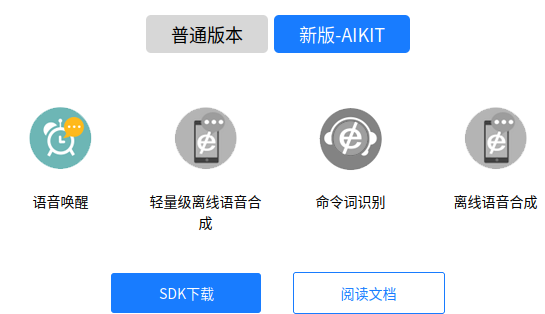 普通版本
新版-AIKIT
语音唤醒
轻量级离线语音合
成
命令词识别
离线语音合成
SDK下载
阅读文档